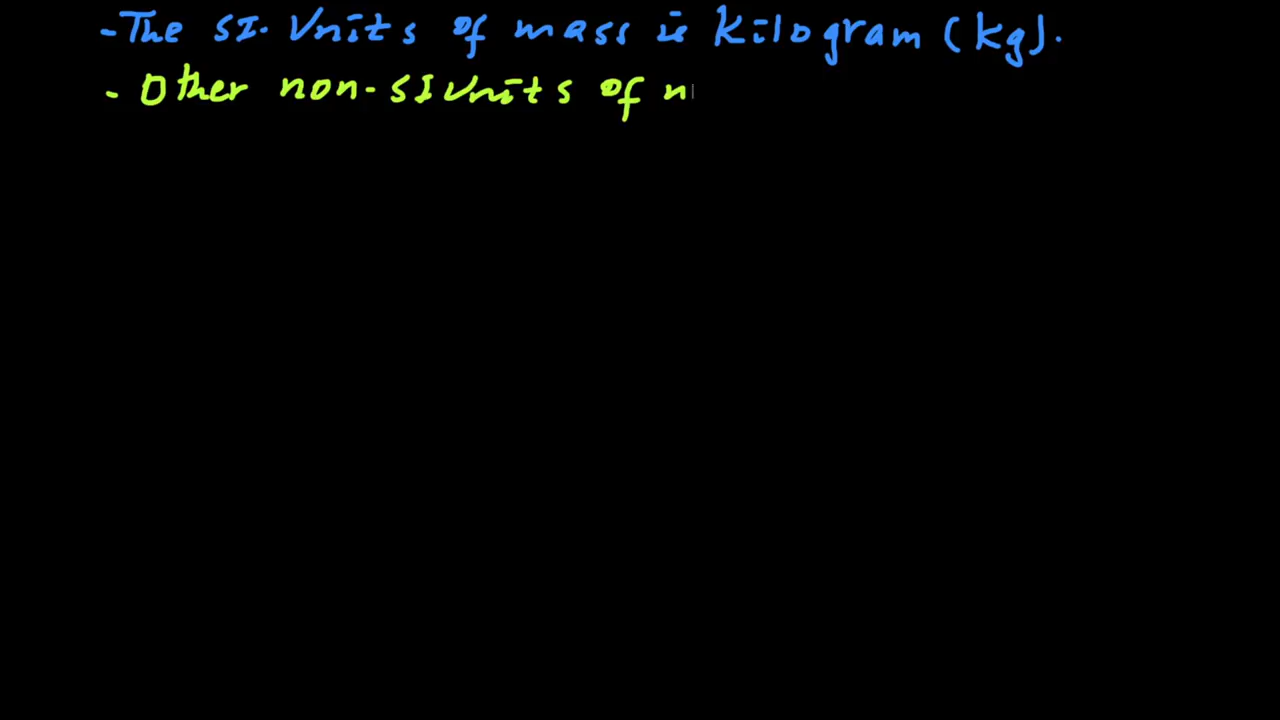 - The SI. Units of mass is kilogram (kg).
- Other non-SI Units of